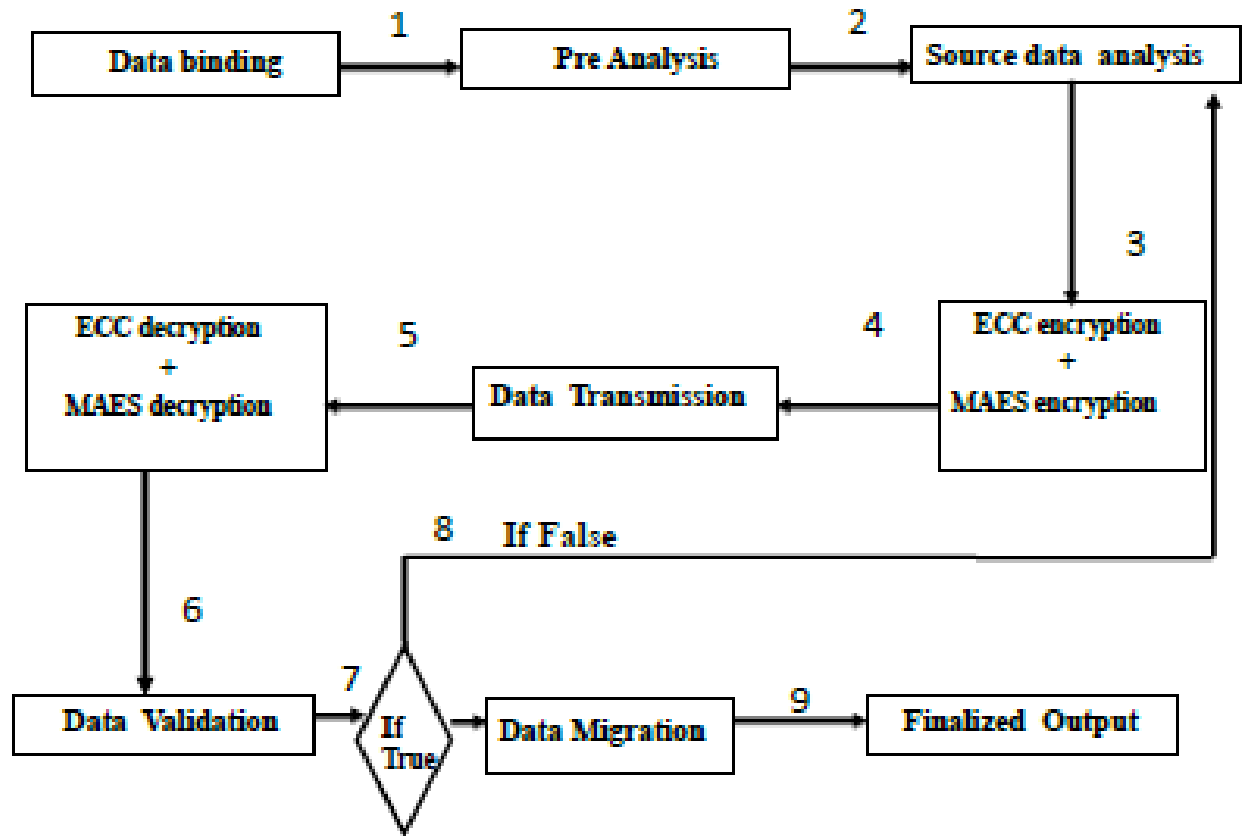 1
2
Data binding
Pre Analysis
Source data analysis
3
ECC decryption
+
MAES decryption
5
Data Transmission
4
ECC encryption
+
MAES encryption
8
If False
6
7
Data Validation
If
True
Data Migration
9
Finalized Output